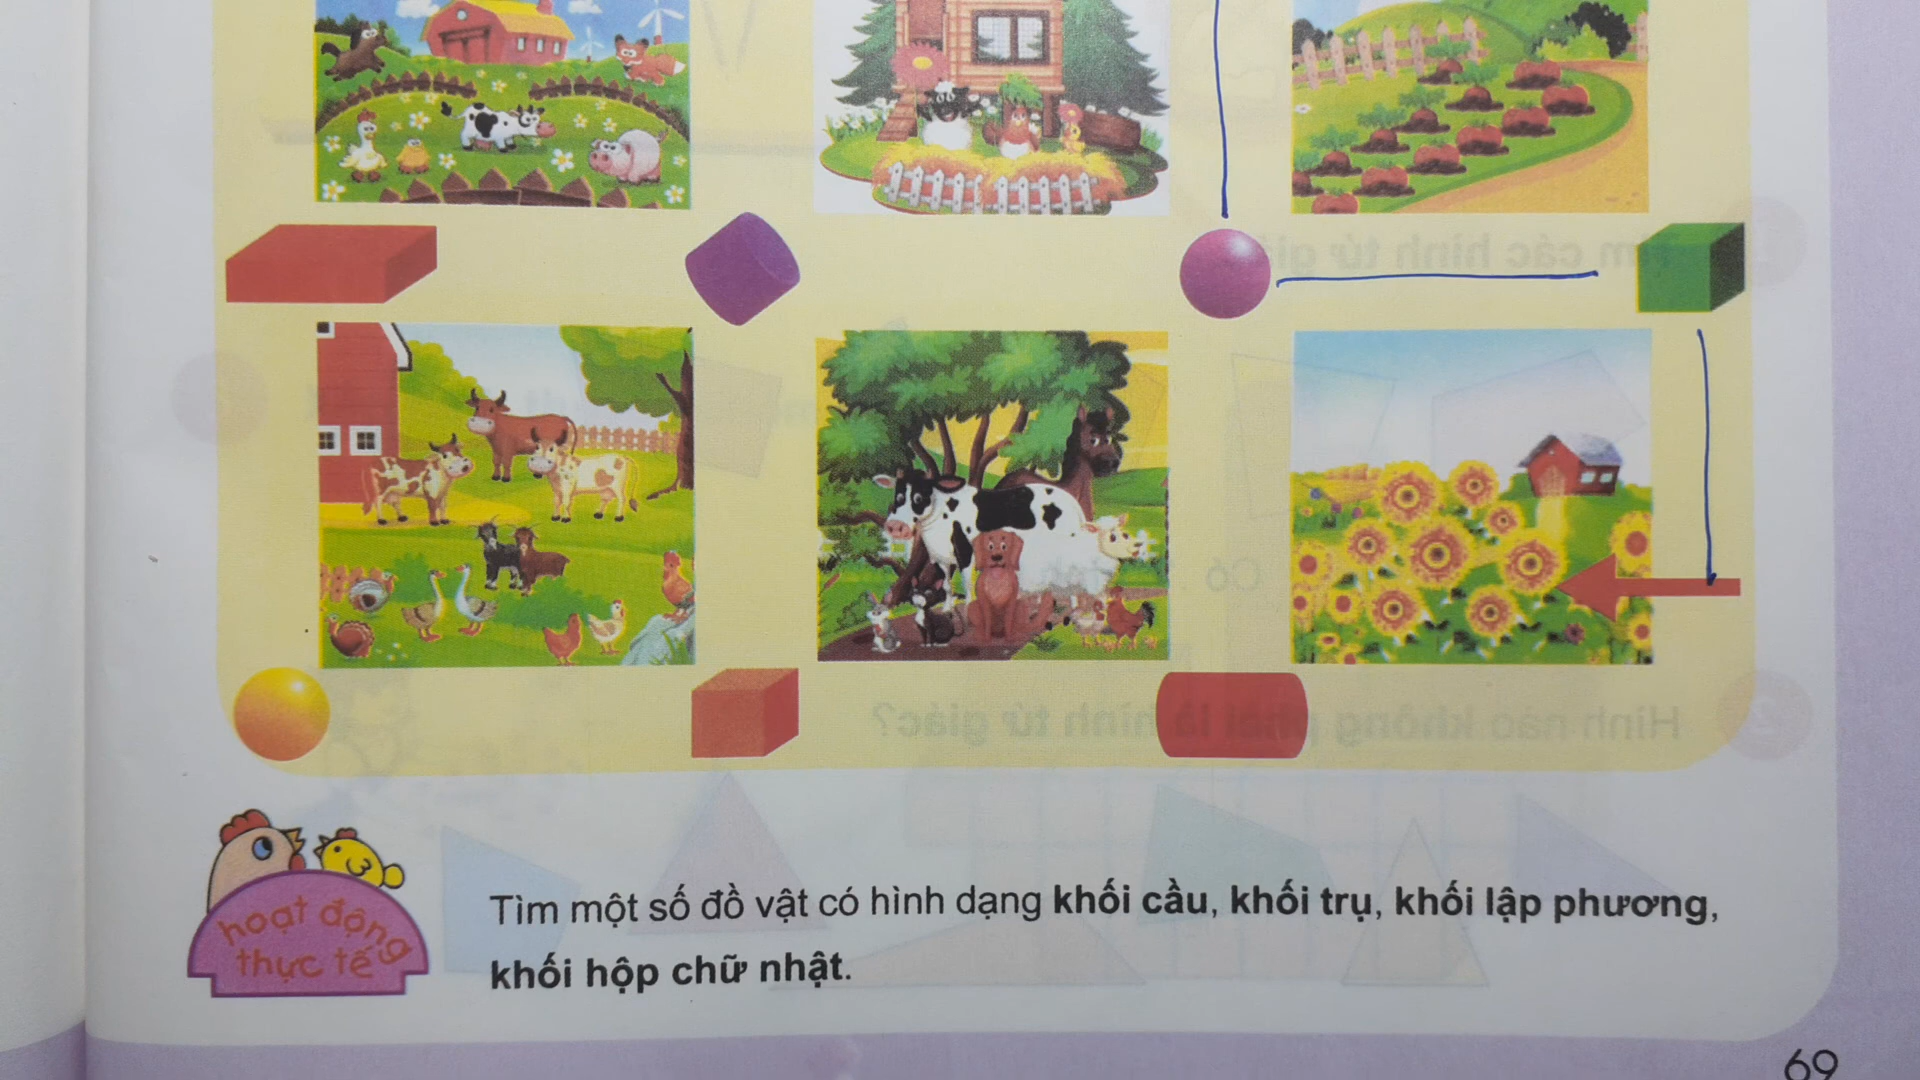 Tìm một số đồ vật có hình dạng khối cầu, khối trụ, khối lập phương,
khối hộp chữ nhật.
hoạt động
thực tế
69